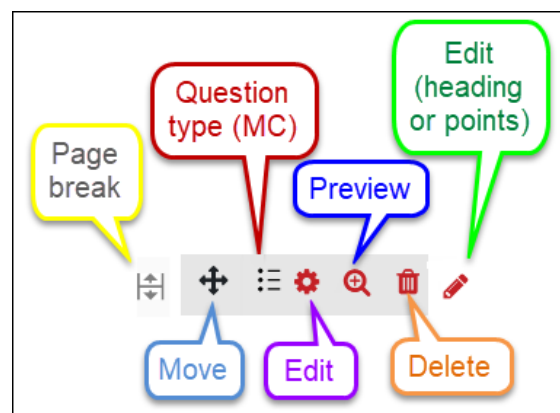 Edit
(heading
or points)
Question
type (MC)
Page
break
Preview
Move
Edit
Delete